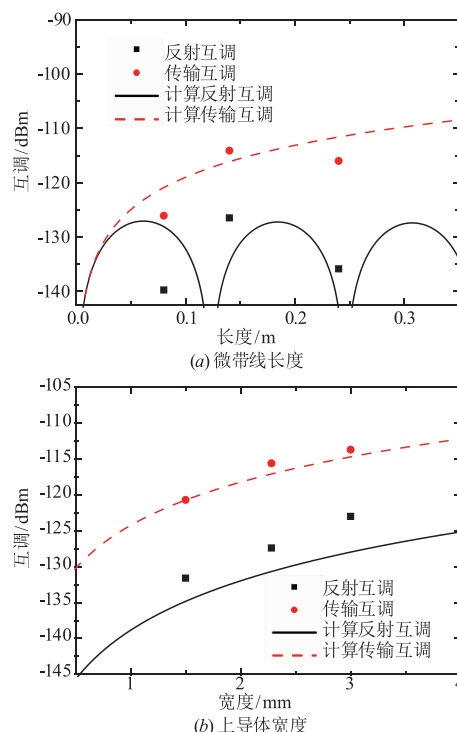 -90
-100
-110
-120
-130
-140
互调/dBm
反射互调
传输互调
计算反射互调
计算传输互调
0.0 0.1 0.2 0.3
长度/m
(a) 微带线长度
-105
-110
-115
-120
-125
-130
-135
-140
-145
互调/dBm
反射互调
传输互调
计算反射互调
计算传输互调
1 2 3 4
宽度/mm
(b) 上导体宽度